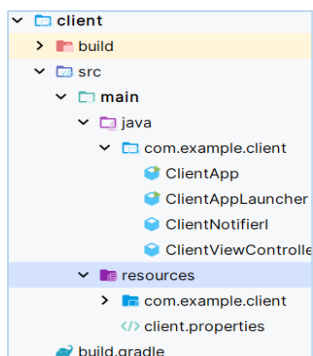 client
build
src
main
java
com.example.client
ClientApp
ClientAppLauncher
ClientNotifierI
ClientViewControlle
resources
com.example.client
client.properties
build.gradle